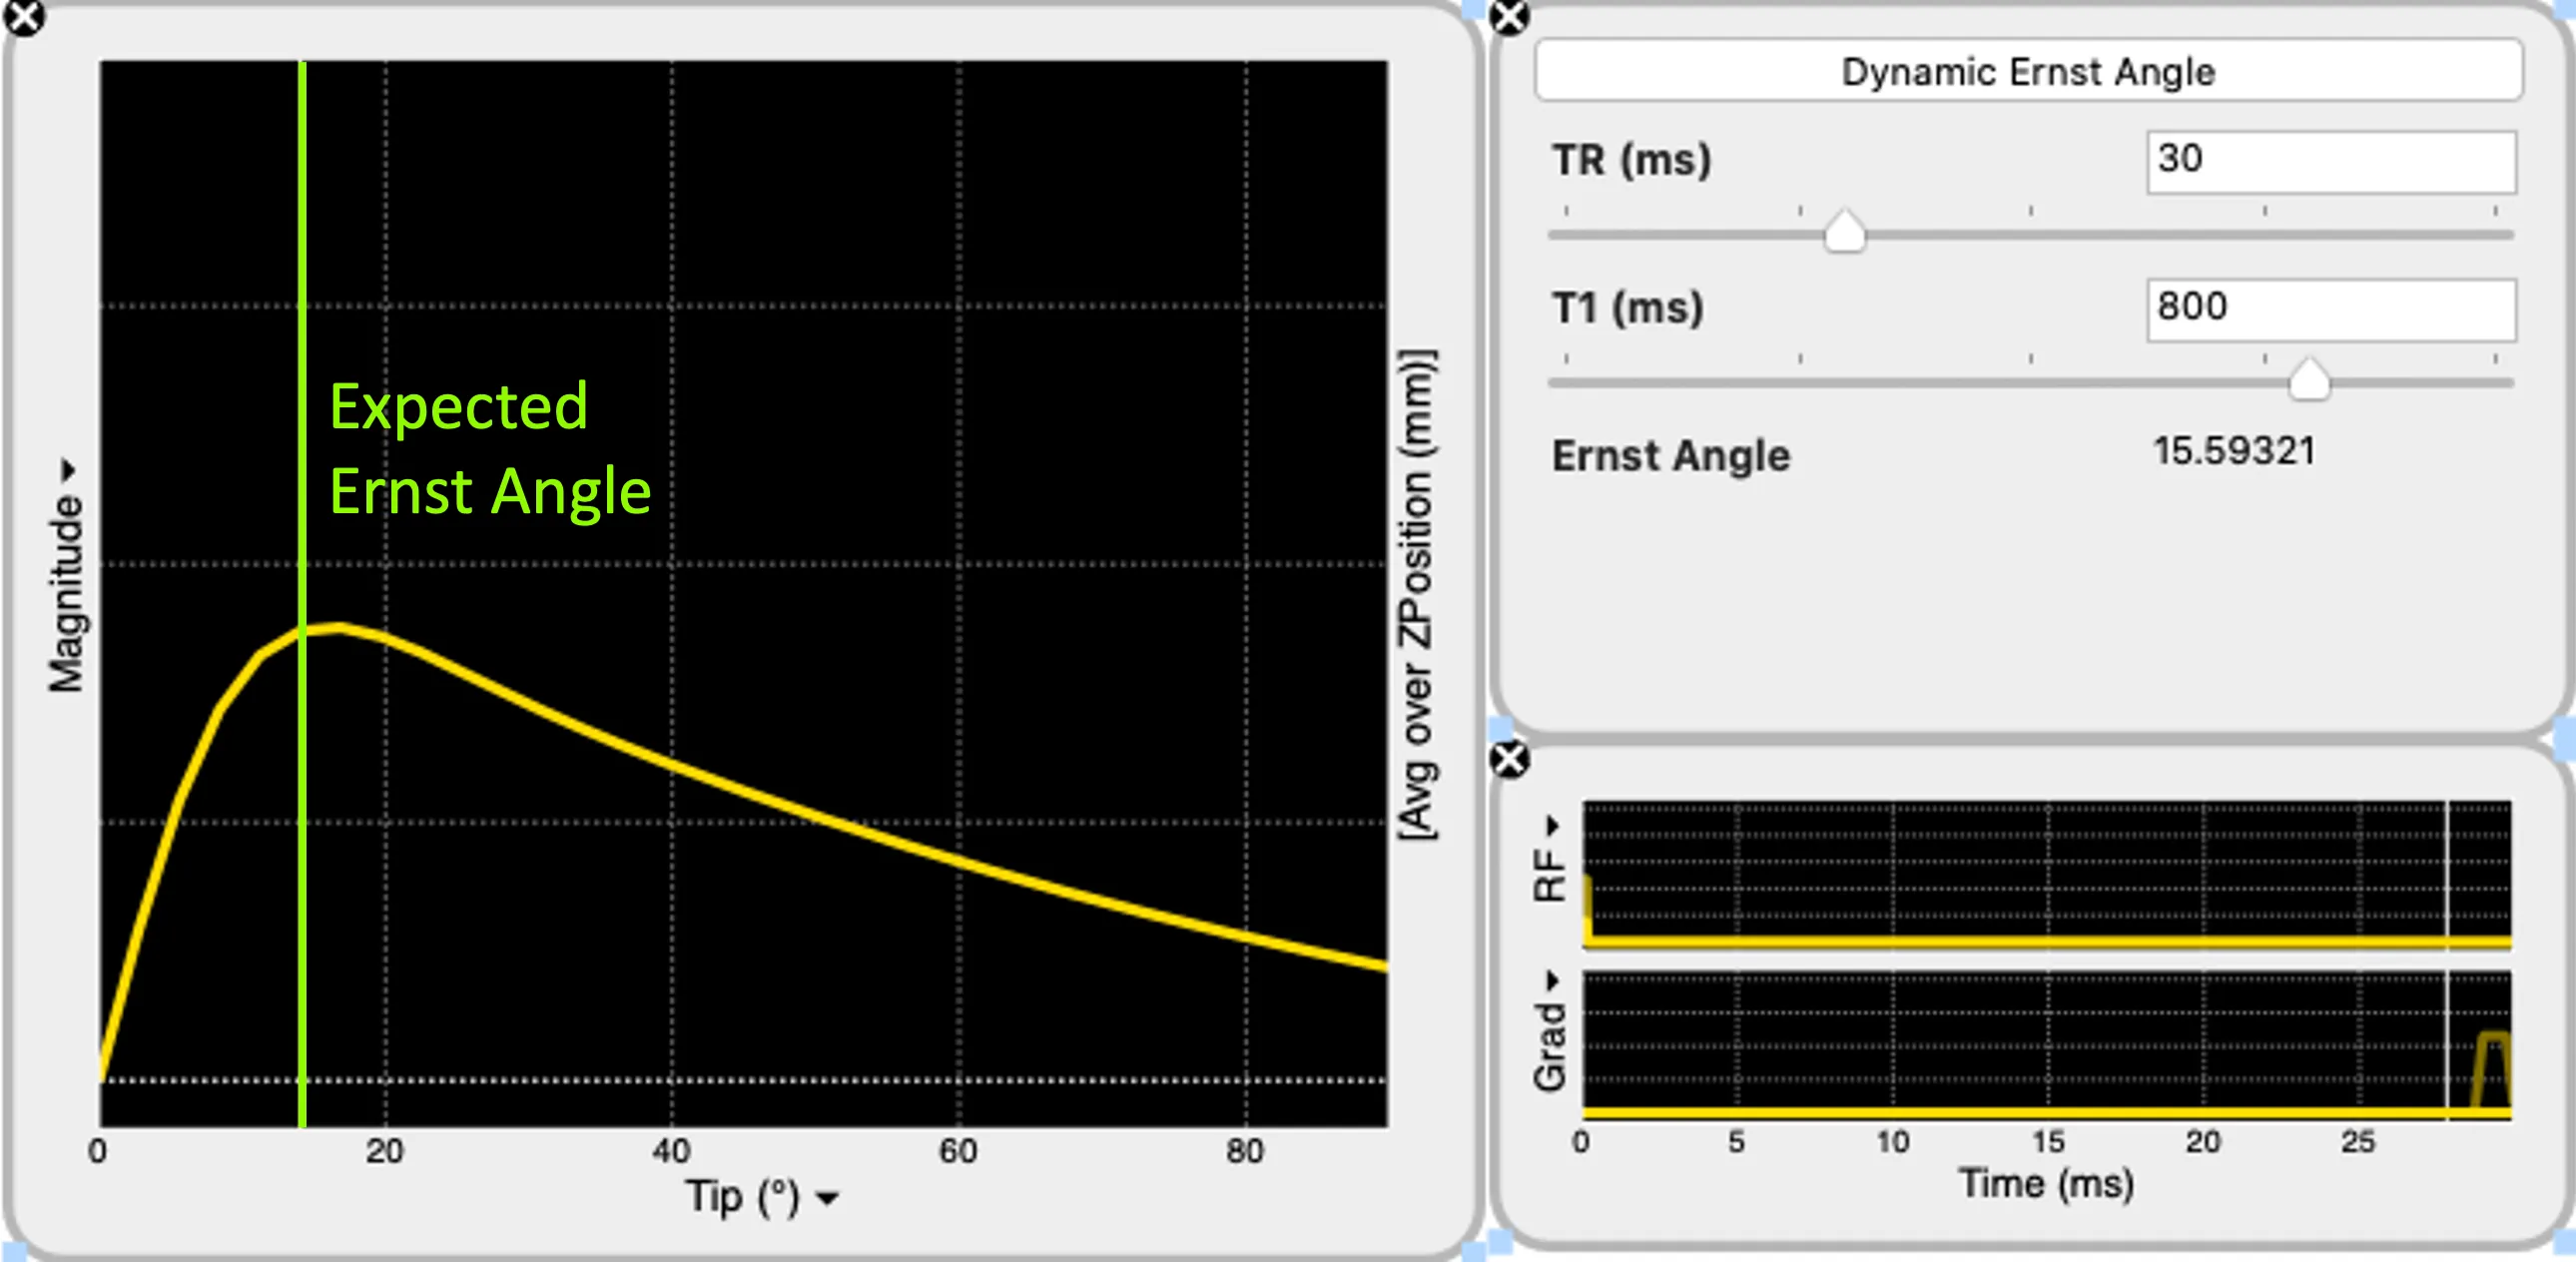 Magnitude
Expected
Ernst Angle
[Avg over ZPosition (mm)]
0 20 40 60 80
Tip (°)
Dynamic Ernst Angle
TR (ms) 30
T1 (ms) 800
Ernst Angle 15.59321
RF
Grad
0 5 10 15 20 25
Time (ms)